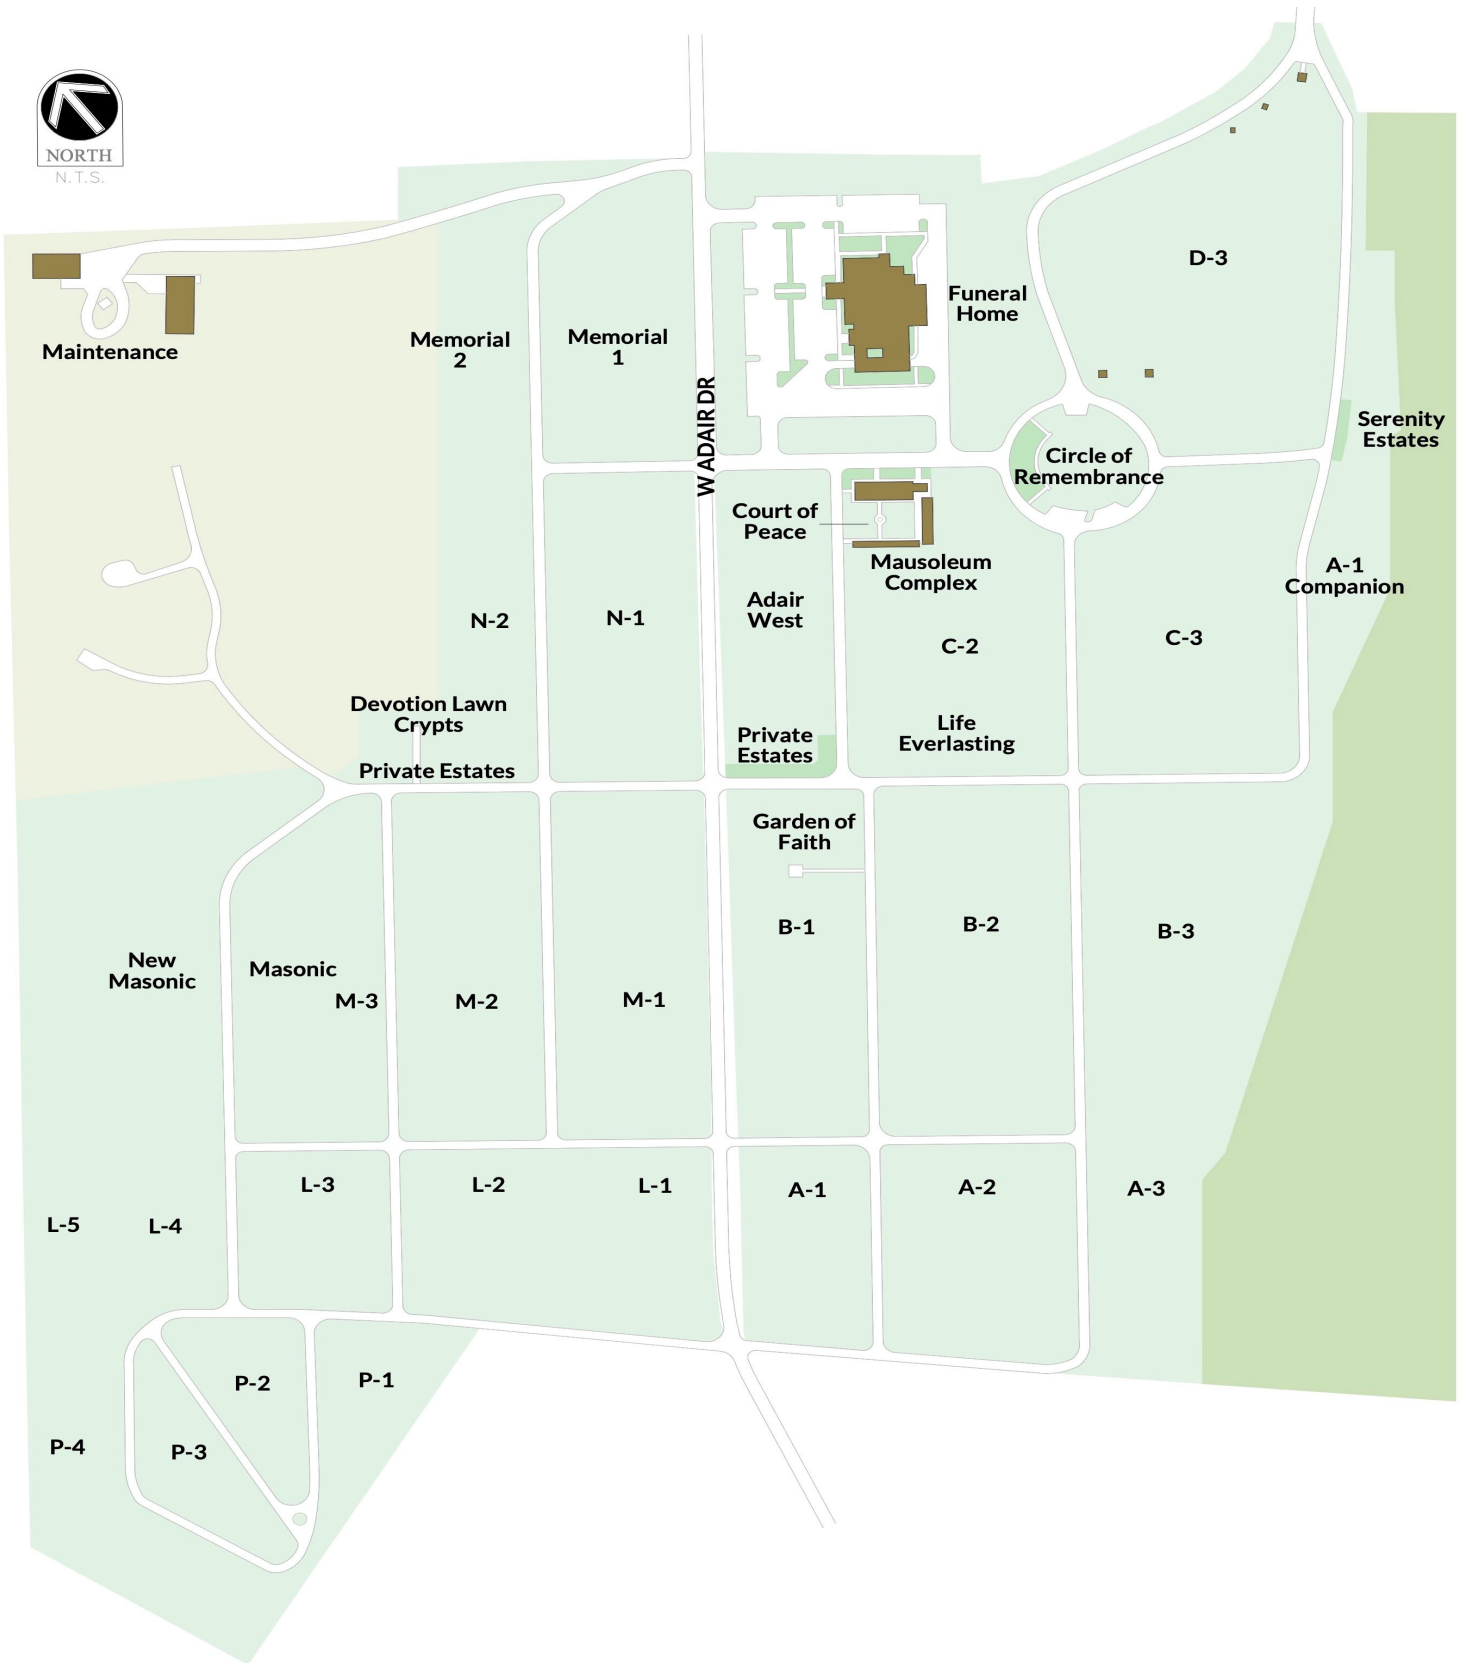 NORTH
N.T.S.
D-3
Funeral
Home
Memorial
1
Memorial
2
Maintenance
W ADAIR DR
Serenity
Estates
Circle of
Remembrance
Court of
Peace
Mausoleum
Complex
A-1
Companion
Adair
West
N-2
N-1
C-2
C-3
Devotion Lawn
Crypts
Private Estates
Private
Estates
Life
Everlasting
Garden of
Faith
B-1
B-2
B-3
New
Masonic
Masonic
M-3
M-2
M-1
L-3
L-2
L-1
A-1
A-2
A-3
L-5
L-4
P-2
P-1
P-4
P-3